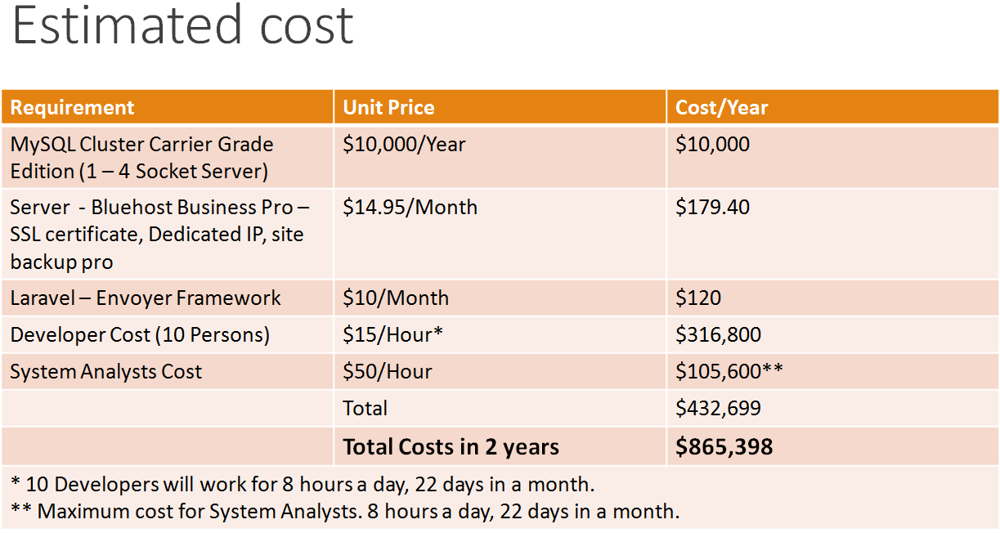 Estimated cost
Requirement Unit Price Cost/Year
MySQL Cluster Carrier Grade $10,000/Year $10,000
Edition (1 – 4 Socket Server)
Server  - Bluehost Business Pro – $14.95/Month $179.40
SSL certificate, Dedicated IP, site
backup pro
Laravel – Envoyer Framework $10/Month $120
Developer Cost (10 Persons) $15/Hour* $316,800
System Analysts Cost $50/Hour $105,600**
Total $432,699
Total Costs in 2 years $865,398
* 10 Developers will work for 8 hours a day, 22 days in a month.
** Maximum cost for System Analysts. 8 hours a day, 22 days in a month.